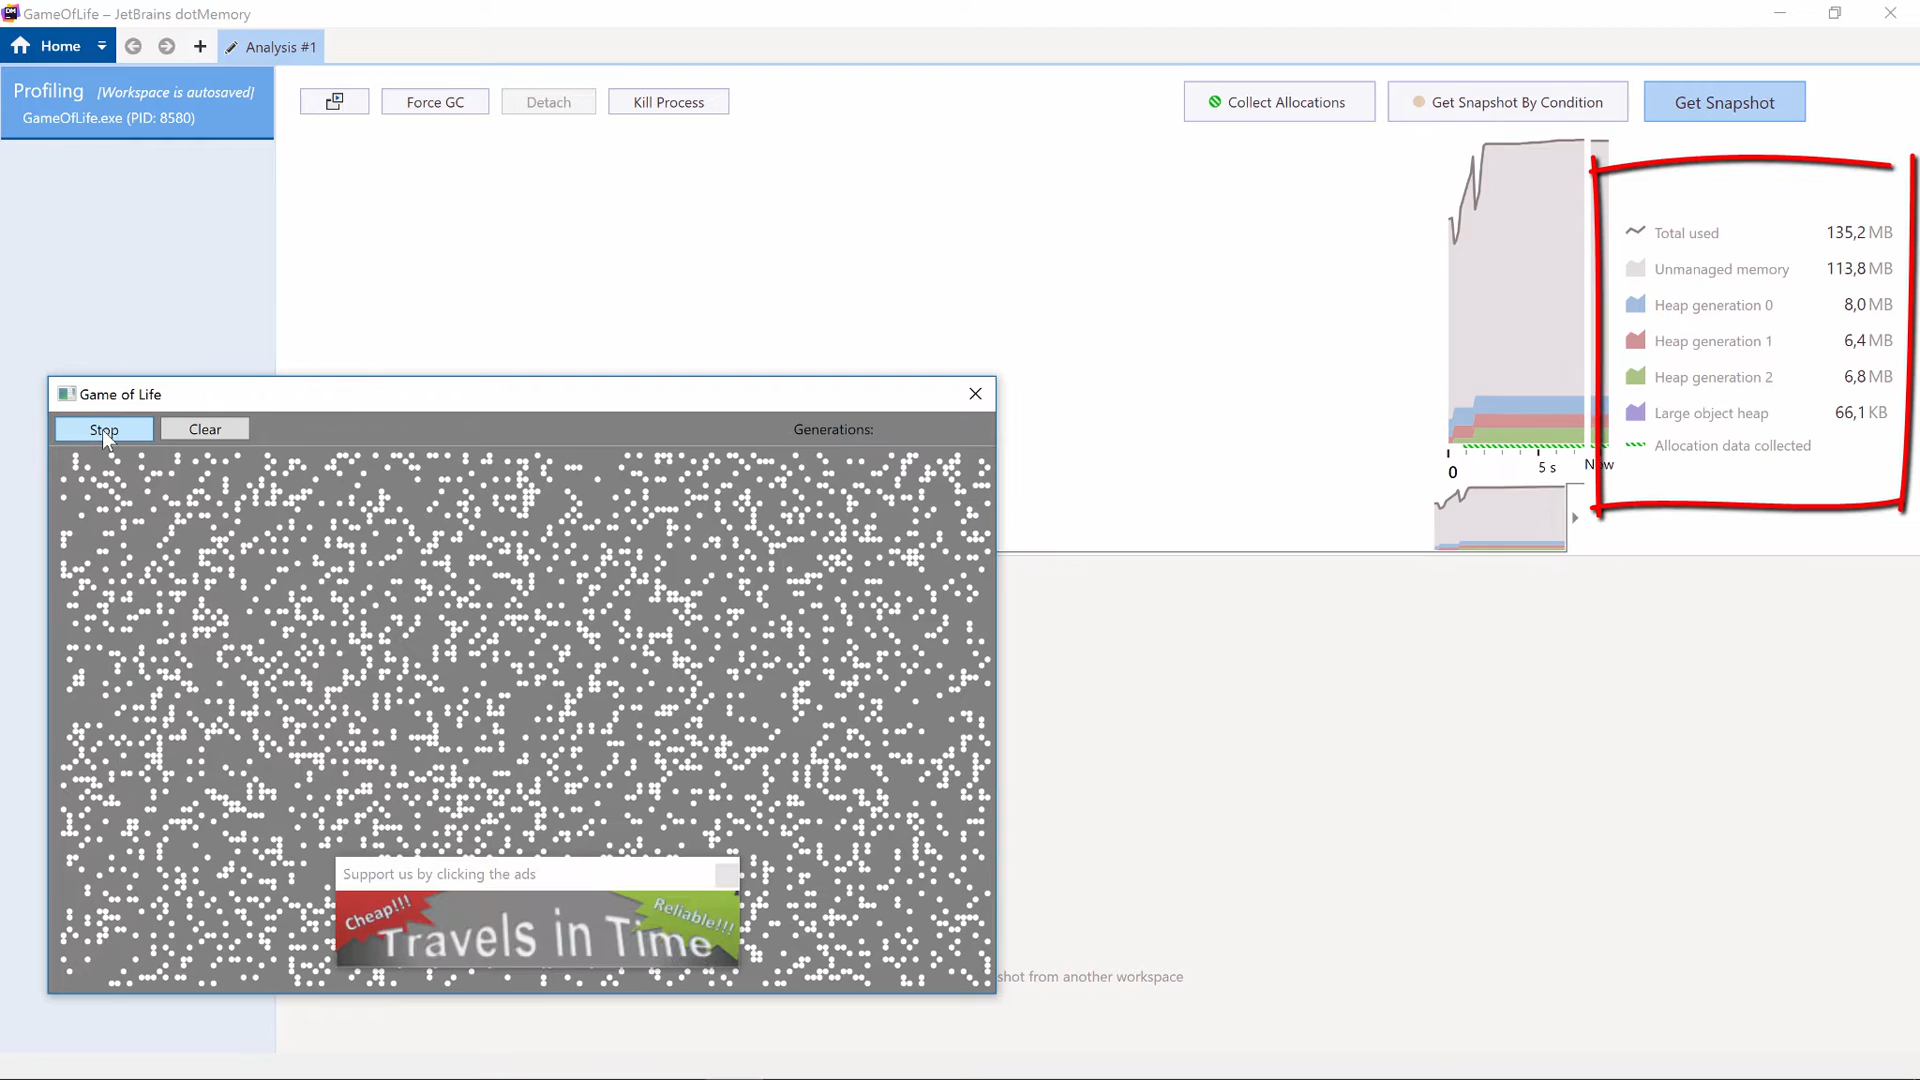 GameOfLife – JetBrains dotMemory
Home
Analysis #1
Profiling [Workspace is autosaved]
GameOfLife.exe (PID: 8580)
Force GC
Detach
Kill Process
Collect Allocations
Get Snapshot By Condition
Get Snapshot
Total used 135,2 MB
Unmanaged memory 113,8 MB
Heap generation 0 8,0 MB
Heap generation 1 6,4 MB
Heap generation 2 6,8 MB
Large object heap 66,1 KB
Allocation data collected
0 5 s Now
Game of Life
Stop
Clear
Generations:
Support us by clicking the ads
Cheap!!!
Reliable!!!
Travels in Time
shot from another workspace